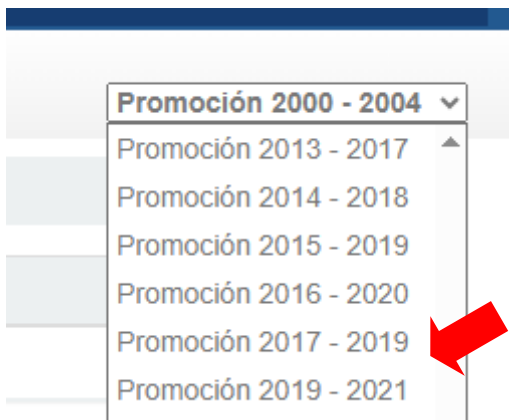 Promoción 2000 - 2004
Promoción 2013 - 2017
Promoción 2014 - 2018
Promoción 2015 - 2019
Promoción 2016 - 2020
Promoción 2017 - 2019
Promoción 2019 - 2021